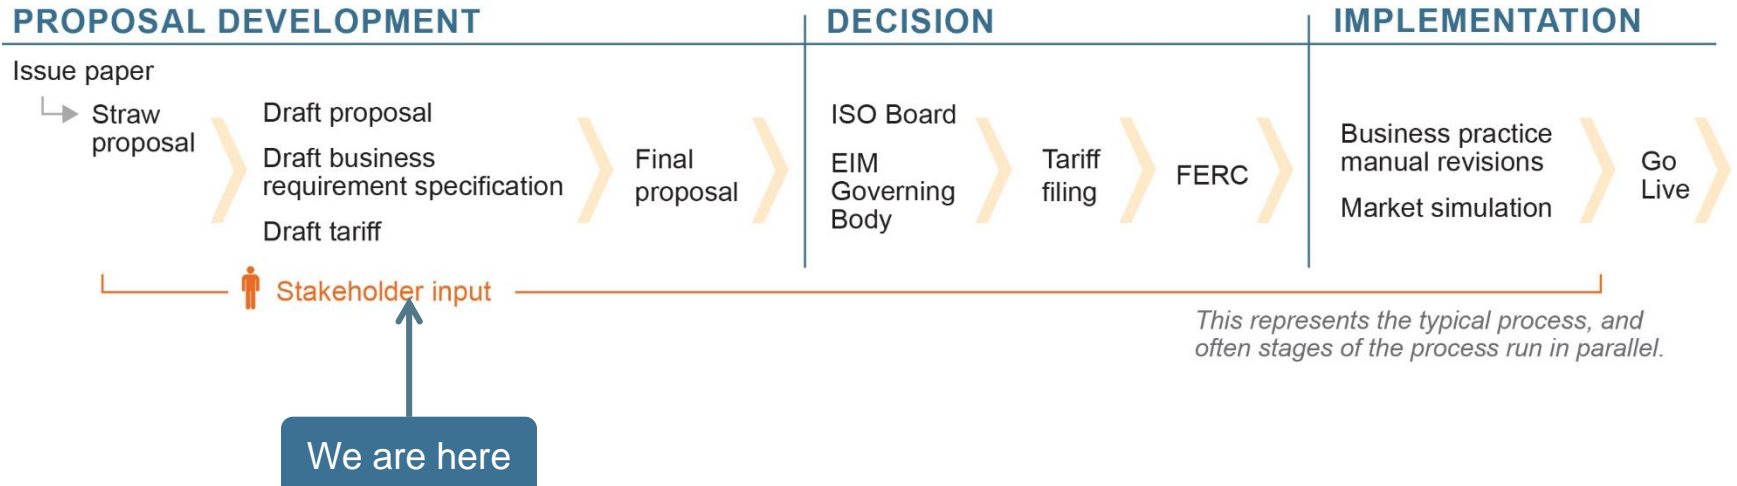 PROPOSAL DEVELOPMENT
DECISION
IMPLEMENTATION
Issue paper
Straw
proposal
Draft proposal
Draft business
requirement specification
Draft tariff
Final
proposal
ISO Board
EIM
Governing
Body
Tariff
filing
FERC
Business practice
manual revisions
Market simulation
Go
Live
Stakeholder input
This represents the typical process, and
often stages of the process run in parallel.
We are here